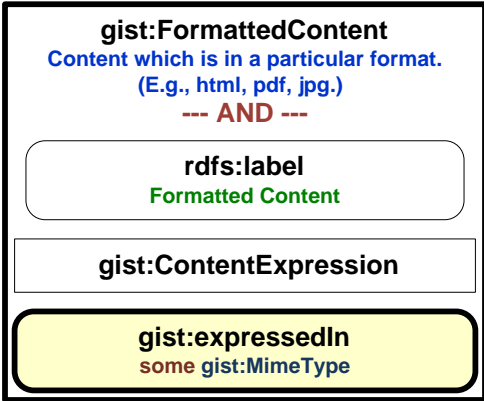 gist:FormattedContent
Content which is in a particular format.
(E.g., html, pdf, jpg.)
--- AND ---
rdfs:label
Formatted Content
gist:ContentExpression
gist:expressedIn
some gist:MimeType